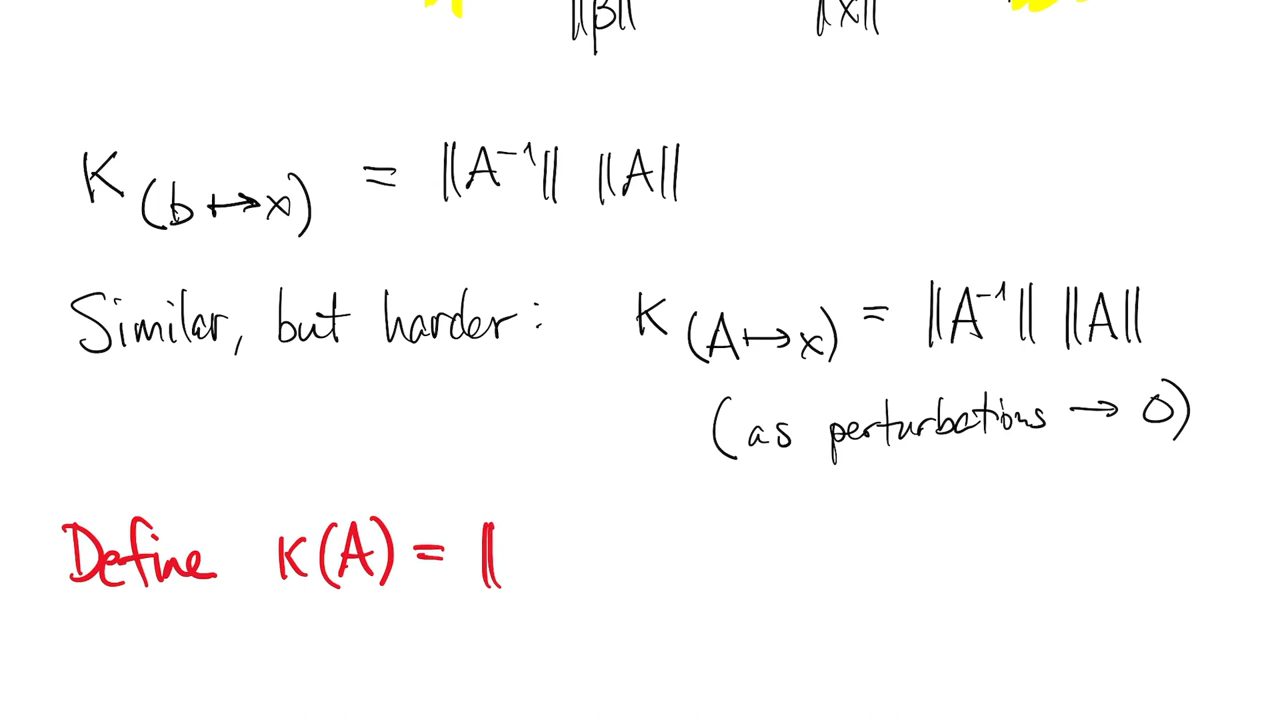 ‖β‖ ‖x‖
κ(b↦x) = ‖A⁻¹‖ ‖A‖
Similar, but harder: κ(A↦x) = ‖A⁻¹‖ ‖A‖
(as perturbations → 0)
Define κ(A) = ‖